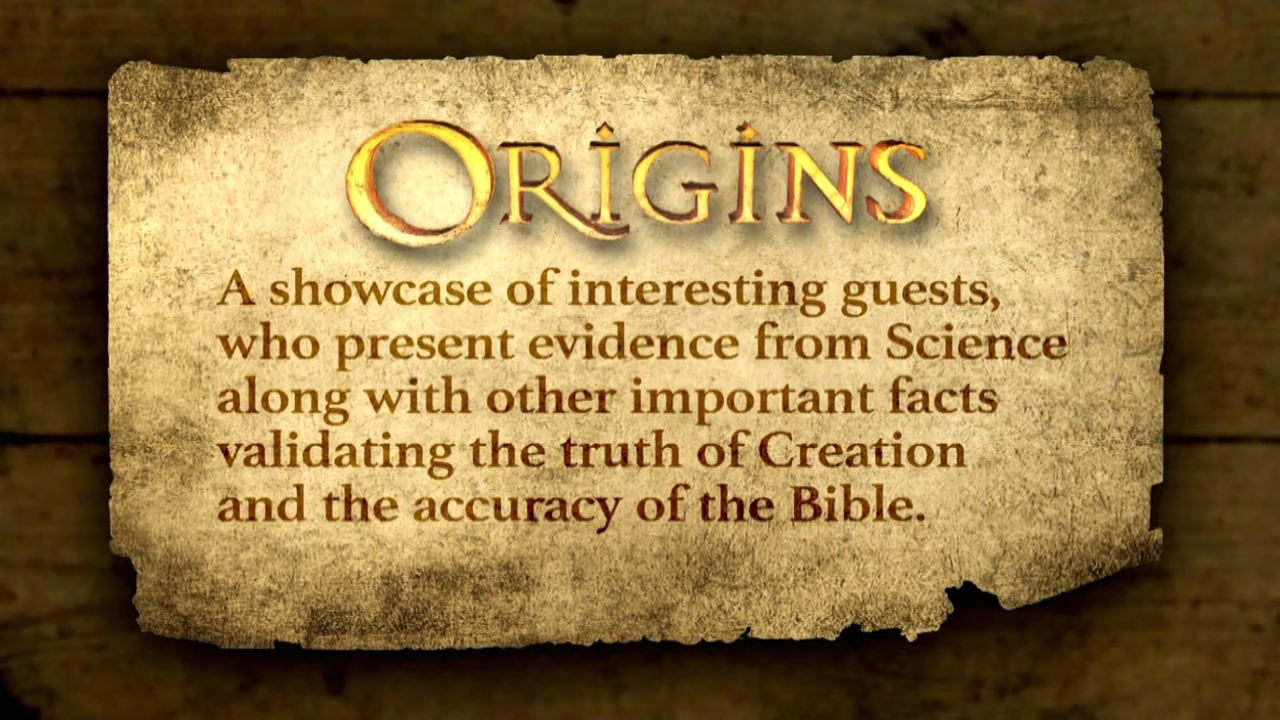 Origins
A showcase of interesting guests,
who present evidence from Science
along with other important facts
validating the truth of Creation
and the accuracy of the Bible.